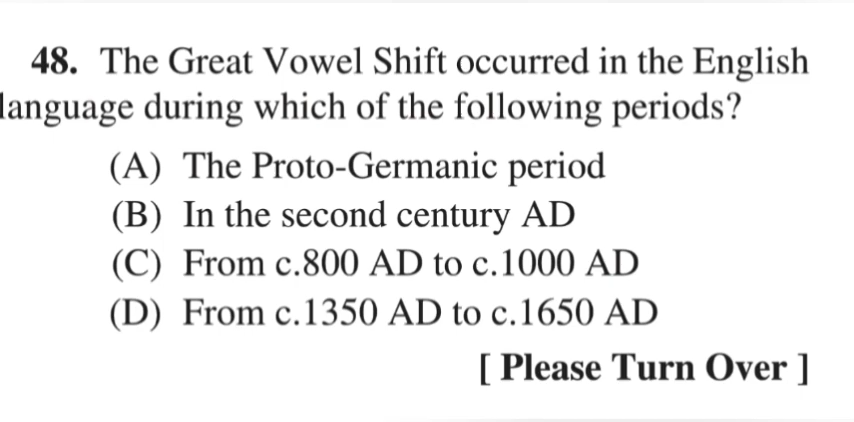 48. The Great Vowel Shift occurred in the English
language during which of the following periods?
(A) The Proto-Germanic period
(B) In the second century AD
(C) From c.800 AD to c.1000 AD
(D) From c.1350 AD to c.1650 AD
[ Please Turn Over ]